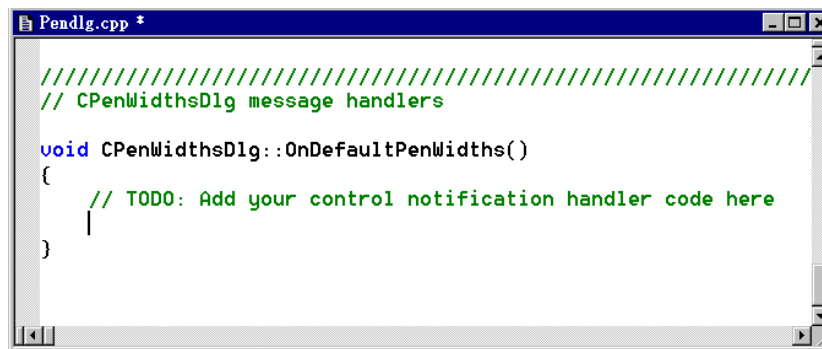 Pendlg.cpp *
////////////////////////////////////////////////////////////////
// CPenWidthsDlg message handlers
void CPenWidthsDlg::OnDefaultPenWidths()
{
// TODO: Add your control notification handler code here
}